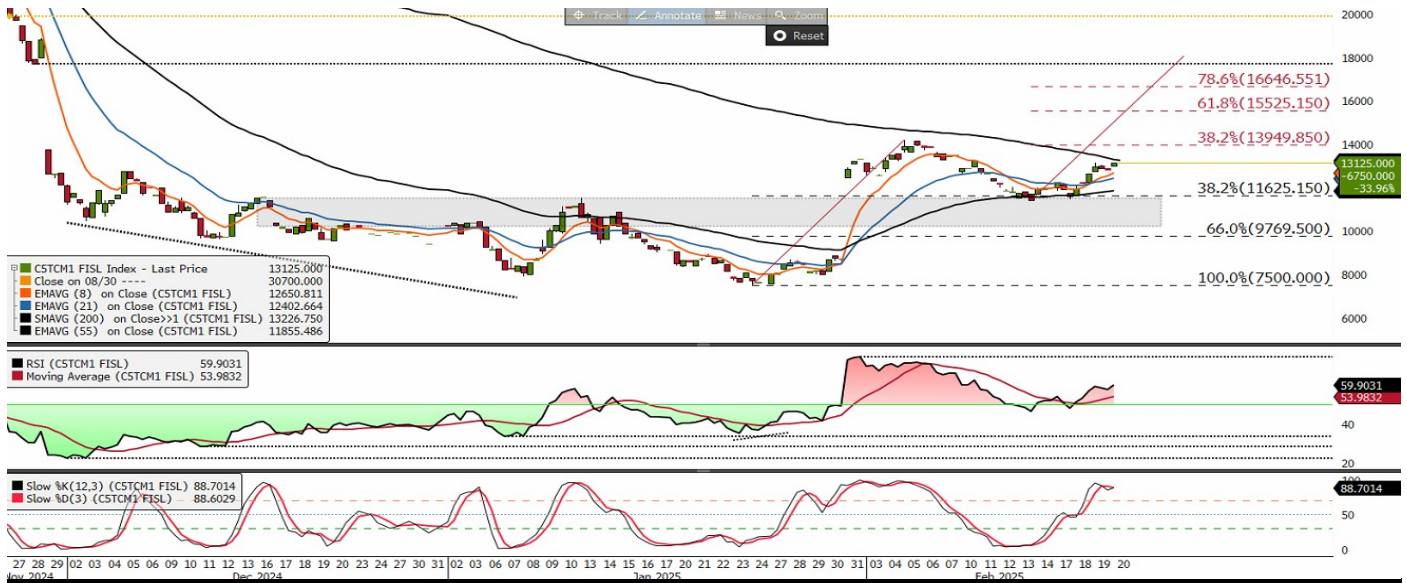 Track Annotate News Zoom
Reset
20000
18000
78.6%(16646.551)
16000
61.8%(15525.150)
38.2%(13949.850)
14000
13125.000
-6750.000
-33.96%
38.2%(11625.150)
66.0%(9769.500)
10000
100.0%(7500.000)
8000
6000
C5TCM1 FISL Index - Last Price 13125.000
Close on 08/30 ---- 30700.000
EMAVG (8) on Close (C5TCM1 FISL) 12650.811
EMAVG (21) on Close (C5TCM1 FISL) 12402.664
SMAVG (200) on Close>>1 (C5TCM1 FISL) 13226.750
EMAVG (55) on Close (C5TCM1 FISL) 11855.486
RSI (C5TCM1 FISL) 59.9031
Moving Average (C5TCM1 FISL) 53.9832
59.9031
53.9832
40
20
Slow %K(12,3) (C5TCM1 FISL) 88.7014
Slow %D(3) (C5TCM1 FISL) 88.6029
100
88.7014
50
0
27 28 29 02 03 04 05 06 09 10 11 12 13 16 17 18 19 20 23 24 27 30 31 02 03 06 07 08 09 10 13 14 15 16 17 20 21 22 23 24 27 28 29 30 31 03 04 05 06 07 10 11 12 13 14 17 18 19 20
Nov 2024 Dec 2024 Jan 2025 Feb 2025